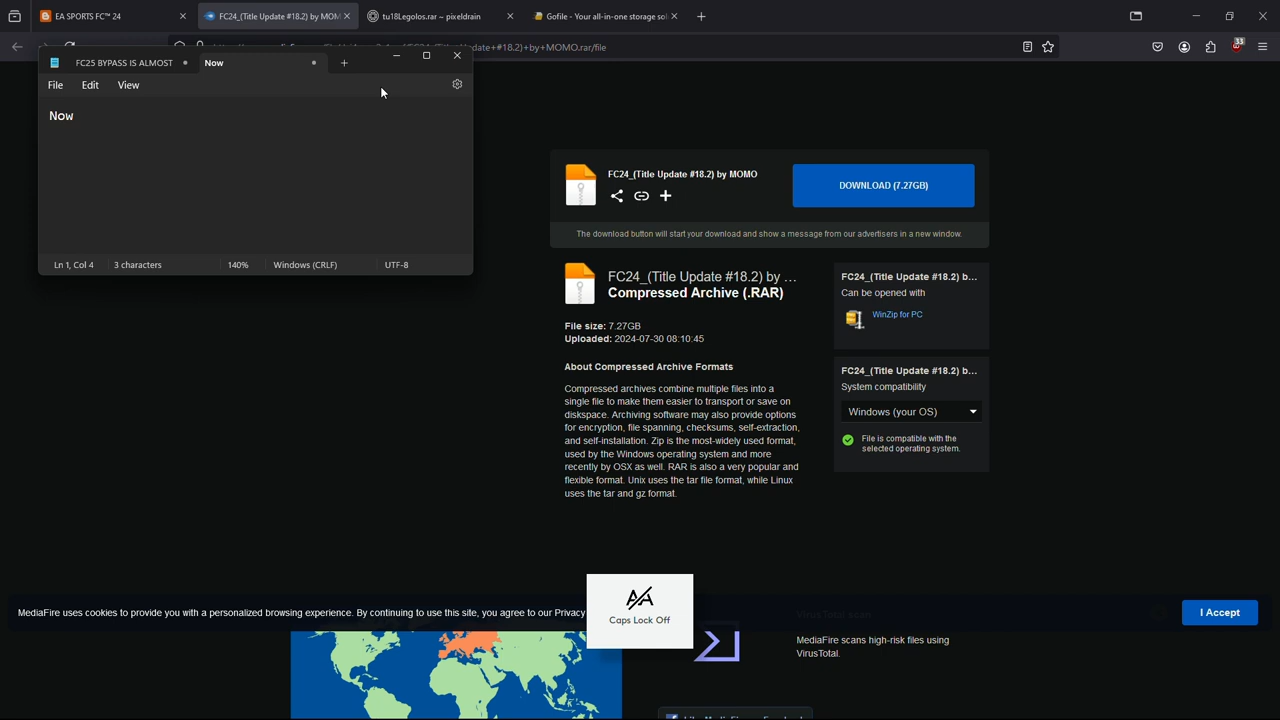 EA SPORTS FC™ 24
FC24_(Title Update #18.2) by MOM
tu18Legolos.rar ~ pixeldrain
Gofile - Your all-in-one storage sol
33
date+#18.2)+by+MOMO.rar/file
FC25 BYPASS IS ALMOST
Now
File
Edit
View
Now
Ln 1, Col 4
3 characters
140%
Windows (CRLF)
UTF-8
FC24_(Title Update #18.2) by MOMO
DOWNLOAD (7.27GB)
The download button will start your download and show a message from our advertisers in a new window.
FC24_(Title Update #18.2) by ...
Compressed Archive (.RAR)
File size: 7.27GB
Uploaded: 2024-07-30 08:10:45
About Compressed Archive Formats
Compressed archives combine multiple files into a
single file to make them easier to transport or save on
diskspace. Archiving software may also provide options
for encryption, file spanning, checksums, self-extraction,
and self-installation. Zip is the most-widely used format,
used by the Windows operating system and more
recently by OSX as well. RAR is also a very popular and
flexible format. Unix uses the tar file format, while Linux
uses the tar and gz format.
FC24_(Title Update #18.2) b...
Can be opened with
WinZip for PC
FC24_(Title Update #18.2) b...
System compatibility
Windows (your OS)
File is compatible with the
selected operating system.
Caps Lock Off
MediaFire uses cookies to provide you with a personalized browsing experience. By continuing to use this site, you agree to our Privacy
I Accept
VirusTotal scan
MediaFire scans high-risk files using
VirusTotal.